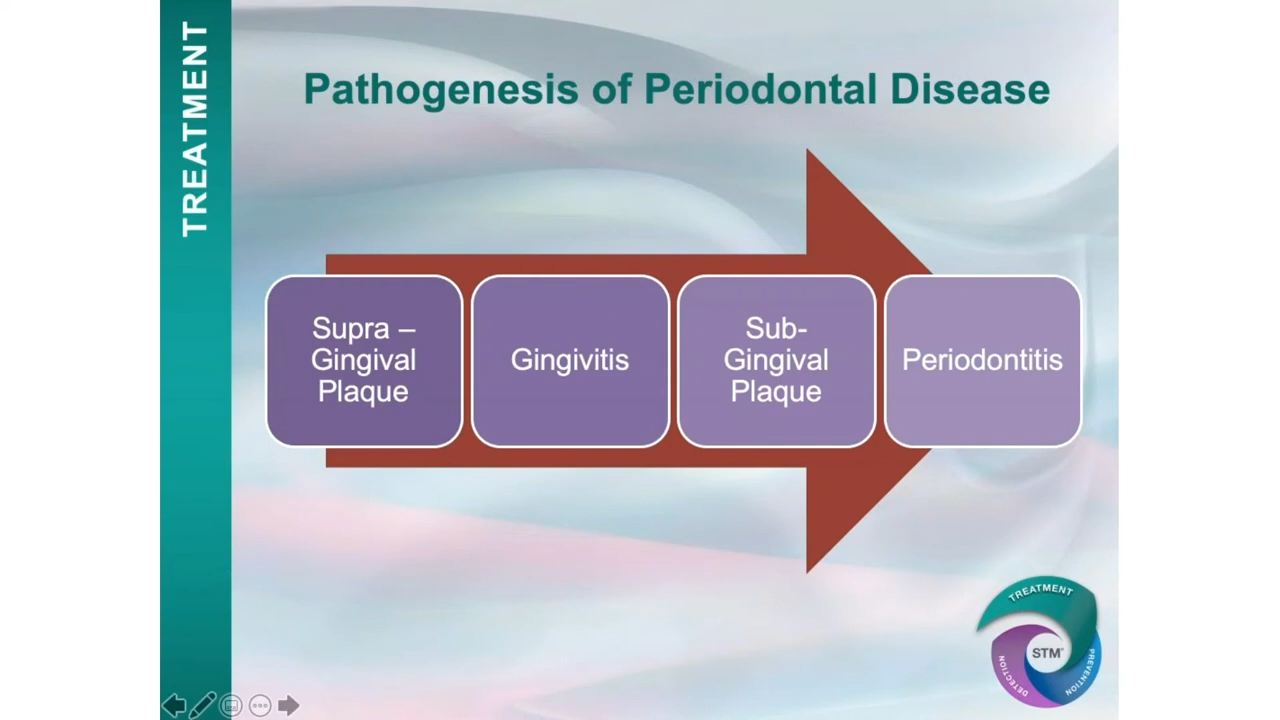 TREATMENT
Pathogenesis of Periodontal Disease
Supra –
Gingival
Plaque
Gingivitis
Sub-
Gingival
Plaque
Periodontitis
TREATMENT
STM®
DETECTION
PREVENTION